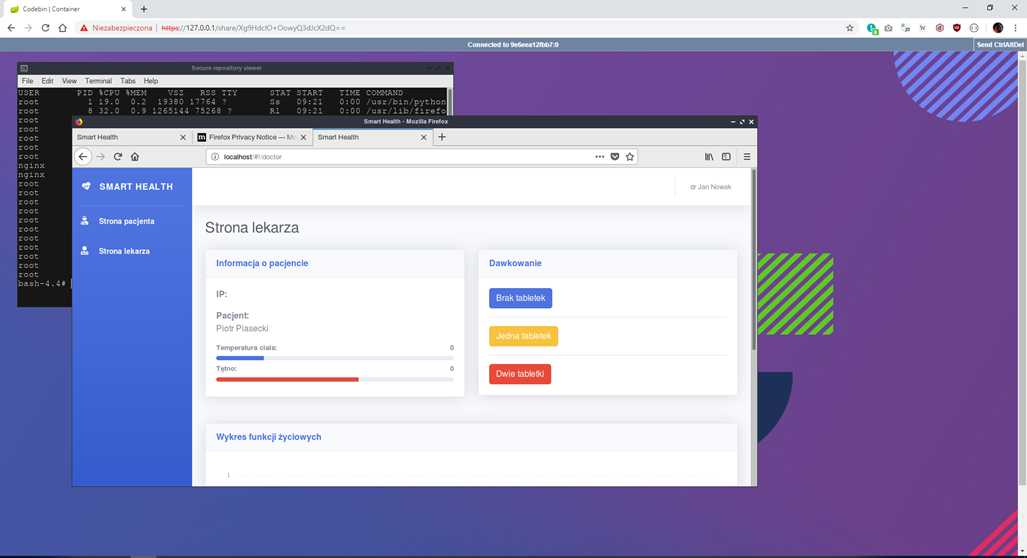 Codebin | Container
Niezabezpieczona
https://127.0.0.1/share/Xg9HdcIO+OowyQ3dJcX2dQ==
Connected to 9e6eea12fbb7:0
Send CtrlAltDel
Secure repository viewer
File Edit View Terminal Tabs Help
USER PID %CPU %MEM VSZ RSS TTY STAT START TIME COMMAND
root 1 19.0 0.2 19380 17764 ? Ss 09:21 0:00 /usr/bin/python
root 8 32.0 0.9 1265144 75268 ? Rl 09:21 0:00 /usr/lib/firefo
root
root
root
root
root
nginx
nginx
root
root
root
root
root
root
root
root
root
root
root
bash-4.4#
Smart Health - Mozilla Firefox
Smart Health
Firefox Privacy Notice — Mo
Smart Health
localhost/#!/doctor
SMART HEALTH
Strona pacjenta
Strona lekarza
dr Jan Nowak
Strona lekarza
Informacja o pacjencie
IP:
Pacjent:
Piotr Piasecki
Temperatura ciała: 0
Tętno: 0
Dawkowanie
Brak tabletek
Jedna tabletek
Dwie tabletki
Wykres funkcji życiowych
1